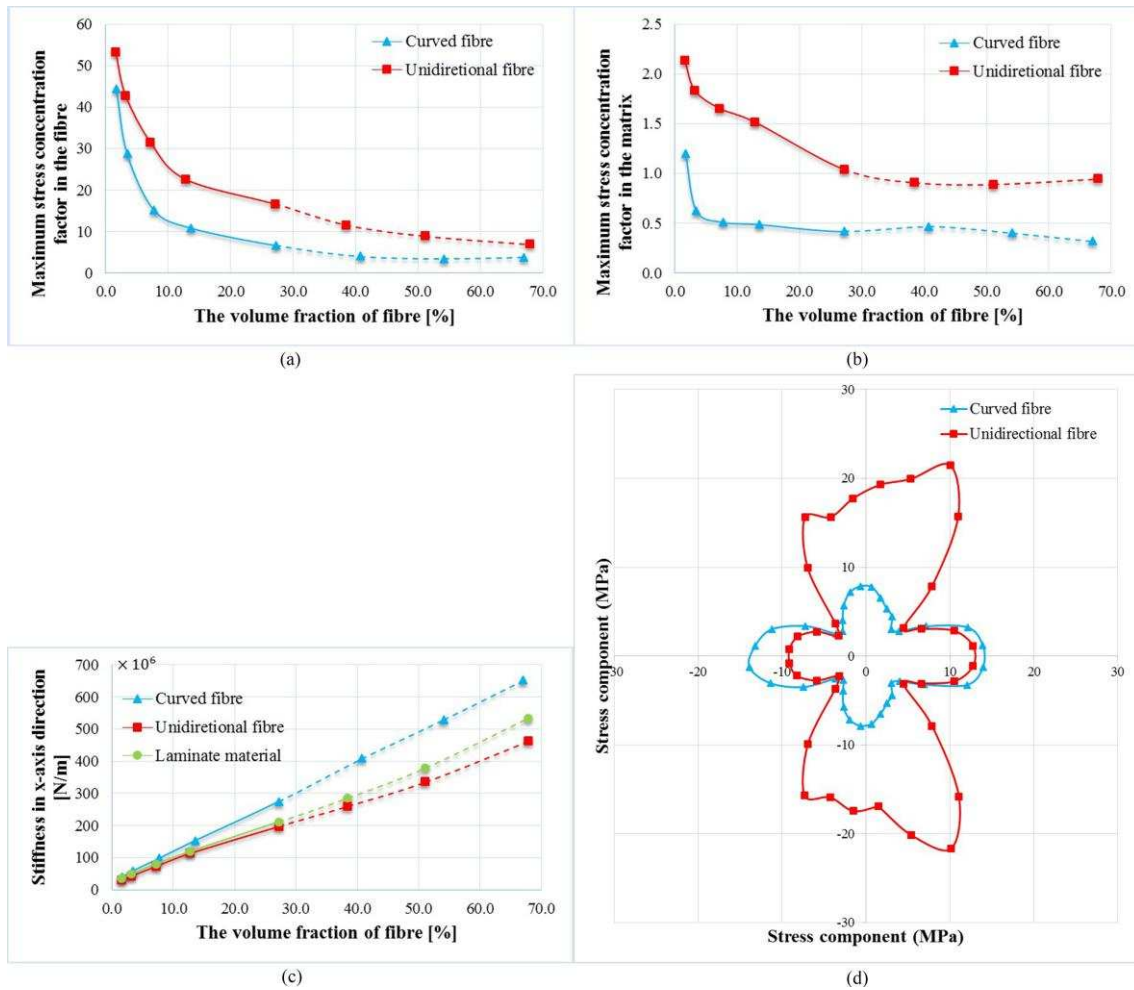 60
50
40
30
20
10
0
0.0 10.0 20.0 30.0 40.0 50.0 60.0 70.0
Maximum stress concentration
factor in the fibre
The volume fraction of fibre [%]
Curved fibre
Unidiretional fibre
(a)
2.5
2.0
1.5
1.0
0.5
0.0
0.0 10.0 20.0 30.0 40.0 50.0 60.0 70.0
Maximum stress concentration
factor in the matrix
The volume fraction of fibre [%]
Curved fibre
Unidiretional fibre
(b)
700
600
500
400
300
200
100
0
× 10⁶
0.0 10.0 20.0 30.0 40.0 50.0 60.0 70.0
Stiffness in x-axis direction
[N/m]
The volume fraction of fibre [%]
Curved fibre
Unidiretional fibre
Laminate material
(c)
30
20
10
0
-10
-20
-30
-30 -20 -10 0 10 20 30
Stress component (MPa)
Stress component (MPa)
Curved fibre
Unidirectional fibre
(d)